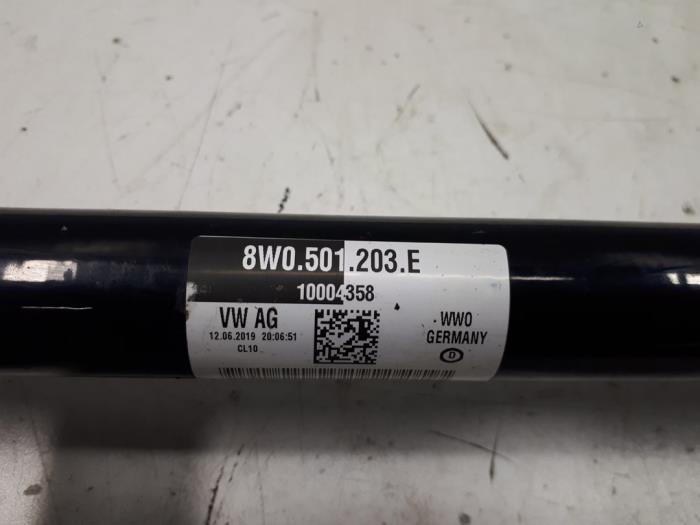 8W0.501.203.E
10004358
VW AG
12.06.2019 20:06:51
CL10
WWO
GERMANY
D